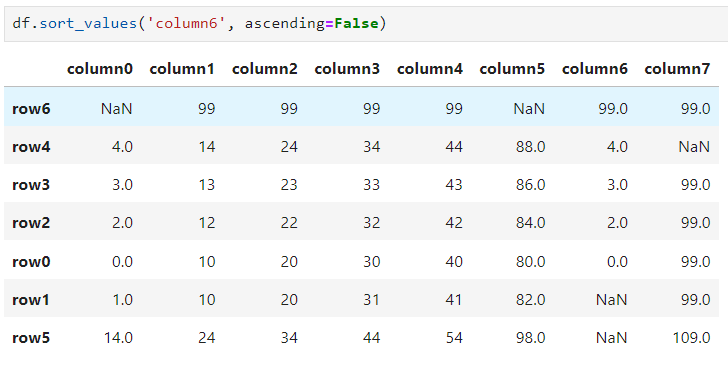 df.sort_values('column6', ascending=False)
column0 column1 column2 column3 column4 column5 column6 column7
row6 NaN 99 99 99 99 NaN 99.0 99.0
row4 4.0 14 24 34 44 88.0 4.0 NaN
row3 3.0 13 23 33 43 86.0 3.0 99.0
row2 2.0 12 22 32 42 84.0 2.0 99.0
row0 0.0 10 20 30 40 80.0 0.0 99.0
row1 1.0 10 20 31 41 82.0 NaN 99.0
row5 14.0 24 34 44 54 98.0 NaN 109.0